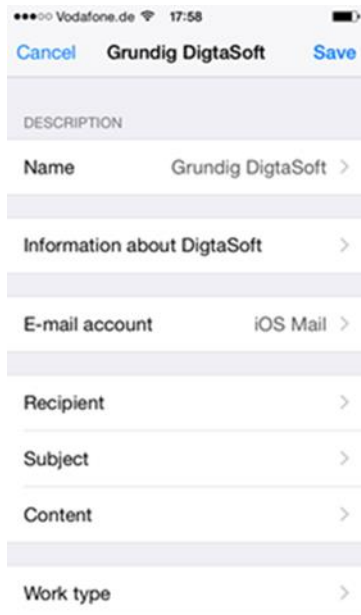 Vodafone.de 17:58
Cancel Grundig DigtaSoft Save
DESCRIPTION
Name Grundig DigtaSoft
Information about DigtaSoft
E-mail account iOS Mail
Recipient
Subject
Content
Work type